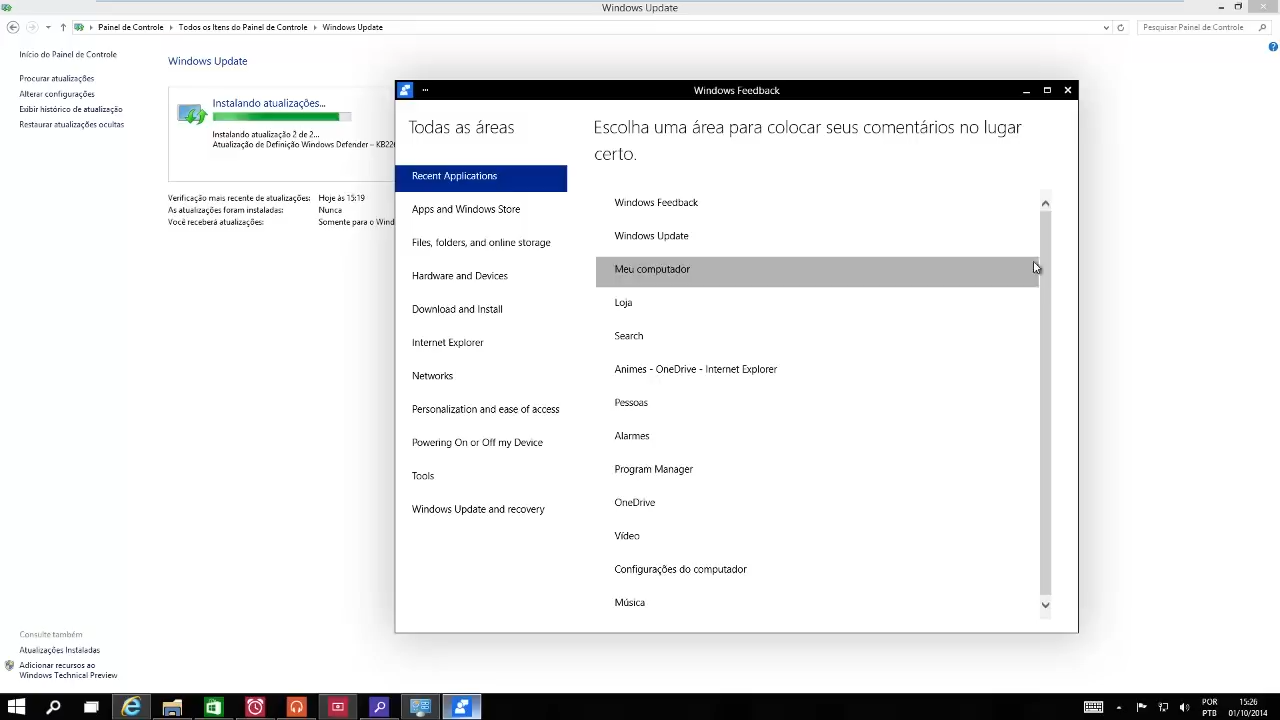 Windows Update
Painel de Controle
Todos os Itens do Painel de Controle
Windows Update
Pesquisar Painel de Controle
Início do Painel de Controle
Procurar atualizações
Alterar configurações
Exibir histórico de atualização
Restaurar atualizações ocultas
Windows Update
Instalando atualizações...
Instalando atualização 2 de 2...
Atualização de Definição Windows Defender – KB22
Verificação mais recente de atualizações: Hoje às 15:19
As atualizações foram instaladas: Nunca
Você receberá atualizações: Somente para o Wind
Consulte também
Atualizações Instaladas
Adicionar recursos ao
Windows Technical Preview
...
Windows Feedback
Todas as áreas
Recent Applications
Apps and Windows Store
Files, folders, and online storage
Hardware and Devices
Download and Install
Internet Explorer
Networks
Personalization and ease of access
Powering On or Off my Device
Tools
Windows Update and recovery
Escolha uma área para colocar seus comentários no lugar
certo.
Windows Feedback
Windows Update
Meu computador
Loja
Search
Animes - OneDrive - Internet Explorer
Pessoas
Alarmes
Program Manager
OneDrive
Vídeo
Configurações do computador
Música
POR
PTB
15:26
01/10/2014